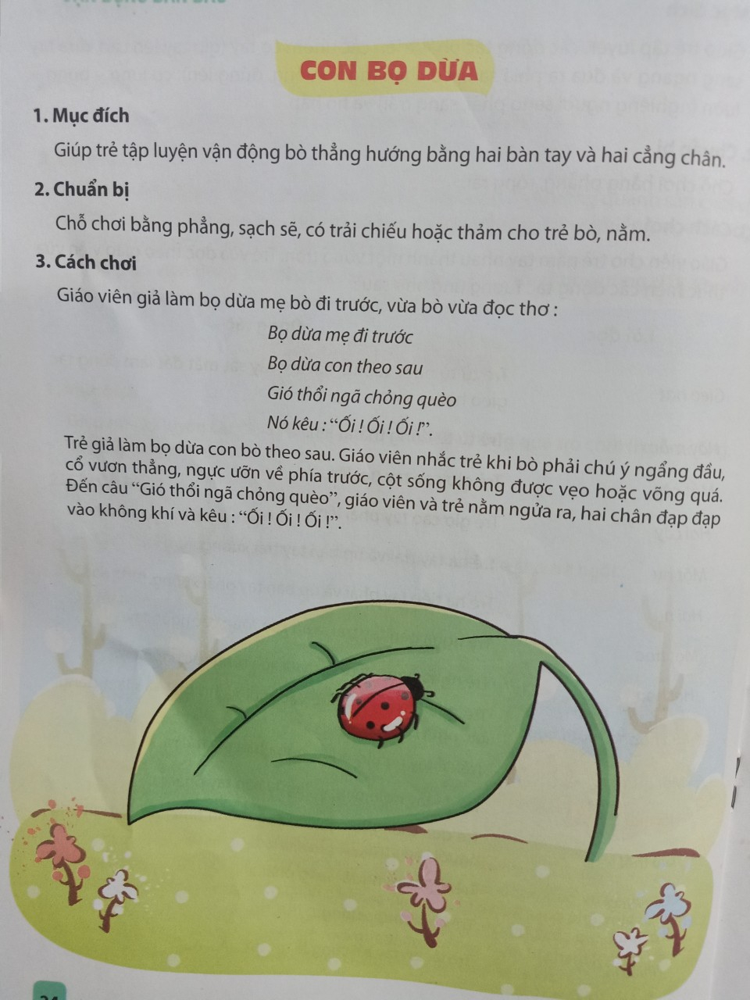 CON BỌ DỪA
1. Mục đích
Giúp trẻ tập luyện vận động bò thẳng hướng bằng hai bàn tay và hai cẳng chân.
2. Chuẩn bị
Chỗ chơi bằng phẳng, sạch sẽ, có trải chiếu hoặc thảm cho trẻ bò, nằm.
3. Cách chơi
Giáo viên giả làm bọ dừa mẹ bò đi trước, vừa bò vừa đọc thơ :
Bọ dừa mẹ đi trước
Bọ dừa con theo sau
Gió thổi ngã chỏng quèo
Nó kêu : “Ối ! Ối ! Ối !”.
Trẻ giả làm bọ dừa con bò theo sau. Giáo viên nhắc trẻ khi bò phải chú ý ngẩng đầu,
cổ vươn thẳng, ngực ưỡn về phía trước, cột sống không được vẹo hoặc võng quá.
Đến câu “Gió thổi ngã chỏng quèo”, giáo viên và trẻ nằm ngửa ra, hai chân đạp đạp
vào không khí và kêu : “Ối ! Ối ! Ối !”.